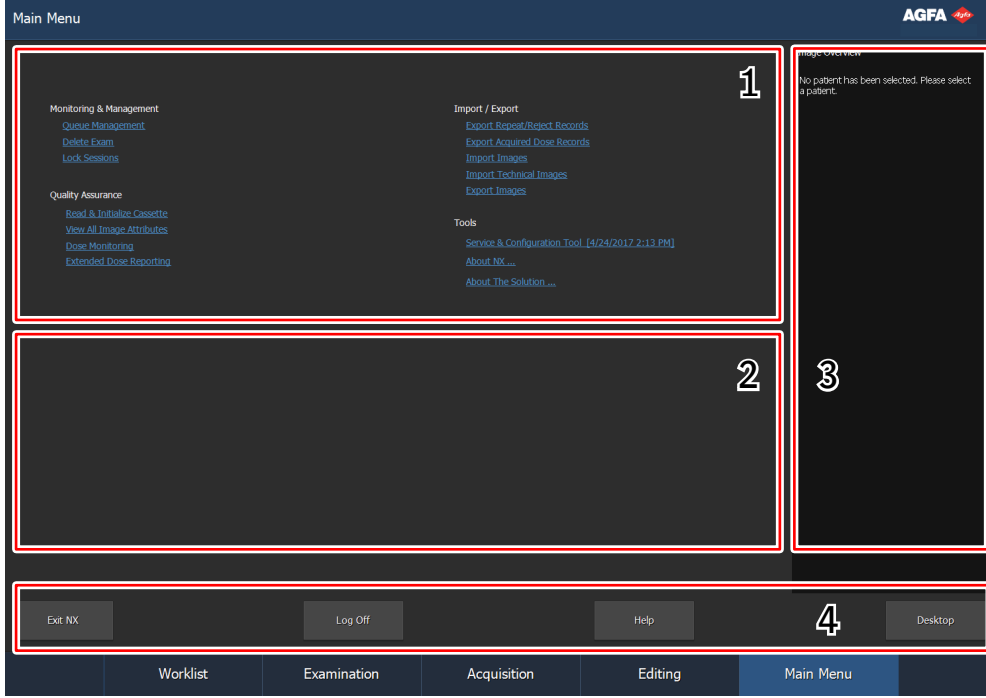 Main Menu
AGFA
Agfa
1
Monitoring & Management
Queue Management
Delete Exam
Lock Sessions
Quality Assurance
Read & Initialize Cassette
View All Image Attributes
Dose Monitoring
Extended Dose Reporting
Import / Export
Export Repeat/Reject Records
Export Acquired Dose Records
Import Images
Import Technical Images
Export Images
Tools
Service & Configuration Tool [4/24/2017 2:13 PM]
About NX ...
About The Solution ...
Image Overview
No patient has been selected. Please select
a patient.
2
3
4
Exit NX
Log Off
Help
Desktop
Worklist
Examination
Acquisition
Editing
Main Menu